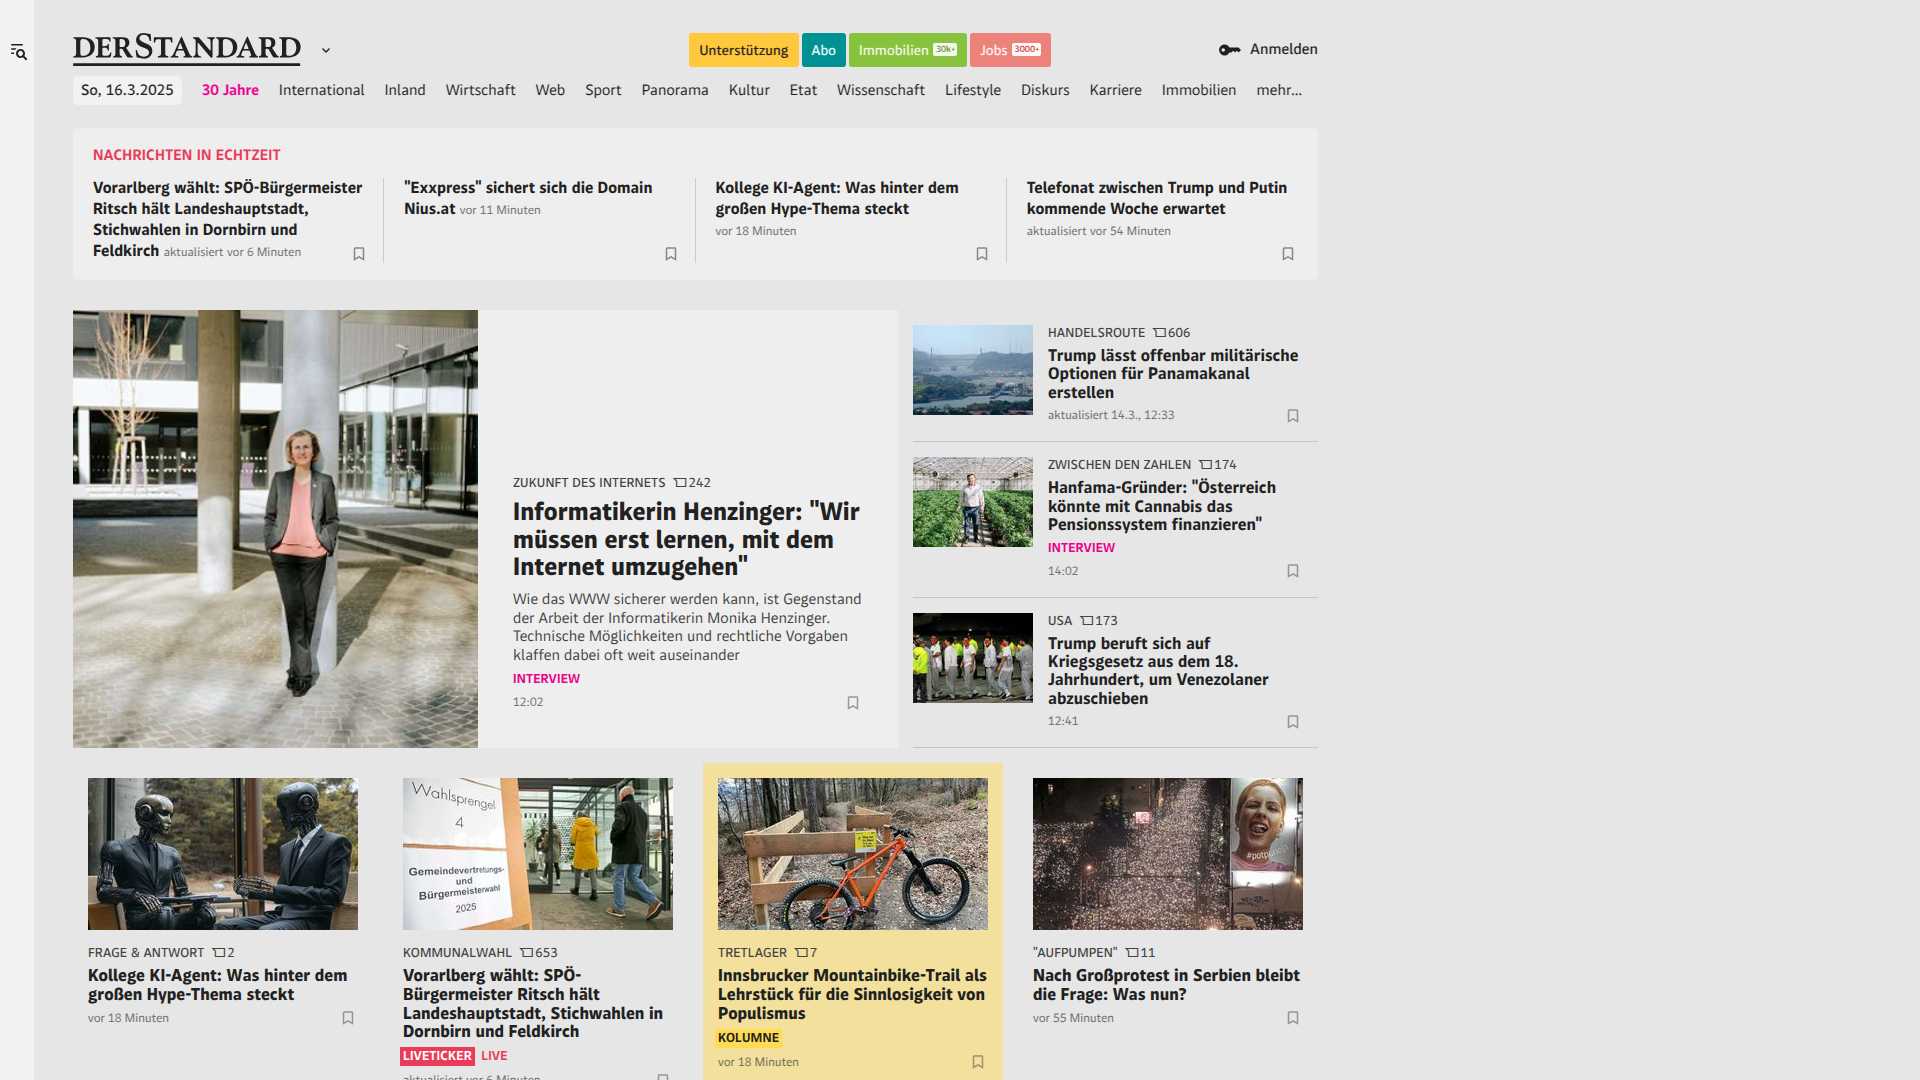 DERSTANDARD
Unterstützung
Abo
Immobilien 30k+
Jobs 3000+
Anmelden
So, 16.3.2025
30 Jahre
International
Inland
Wirtschaft
Web
Sport
Panorama
Kultur
Etat
Wissenschaft
Lifestyle
Diskurs
Karriere
Immobilien
mehr...
NACHRICHTEN IN ECHTZEIT
Vorarlberg wählt: SPÖ-Bürgermeister
Ritsch hält Landeshauptstadt,
Stichwahlen in Dornbirn und
Feldkirch aktualisiert vor 6 Minuten
"Exxpress" sichert sich die Domain
Nius.at vor 11 Minuten
Kollege KI-Agent: Was hinter dem
großen Hype-Thema steckt
vor 18 Minuten
Telefonat zwischen Trump und Putin
kommende Woche erwartet
aktualisiert vor 54 Minuten
ZUKUNFT DES INTERNETS 242
Informatikerin Henzinger: "Wir
müssen erst lernen, mit dem
Internet umzugehen"
Wie das WWW sicherer werden kann, ist Gegenstand
der Arbeit der Informatikerin Monika Henzinger.
Technische Möglichkeiten und rechtliche Vorgaben
klaffen dabei oft weit auseinander
INTERVIEW
12:02
HANDELSROUTE 606
Trump lässt offenbar militärische
Optionen für Panamakanal
erstellen
aktualisiert 14.3., 12:33
ZWISCHEN DEN ZAHLEN 174
Hanfama-Gründer: "Österreich
könnte mit Cannabis das
Pensionssystem finanzieren"
INTERVIEW
14:02
USA 173
Trump beruft sich auf
Kriegsgesetz aus dem 18.
Jahrhundert, um Venezolaner
abzuschieben
12:41
FRAGE & ANTWORT 2
Kollege KI-Agent: Was hinter dem
großen Hype-Thema steckt
vor 18 Minuten
Wahlsprengel
4
Gemeindevertretungs-
und
Bürgermeisterwahl
2025
KOMMUNALWAHL 653
Vorarlberg wählt: SPÖ-
Bürgermeister Ritsch hält
Landeshauptstadt, Stichwahlen in
Dornbirn und Feldkirch
LIVETICKER LIVE
aktualisiert vor 6 Minuten
TRETLAGER 7
Innsbrucker Mountainbike-Trail als
Lehrstück für die Sinnlosigkeit von
Populismus
KOLUMNE
vor 18 Minuten
"AUFPUMPEN" 11
Nach Großprotest in Serbien bleibt
die Frage: Was nun?
vor 55 Minuten